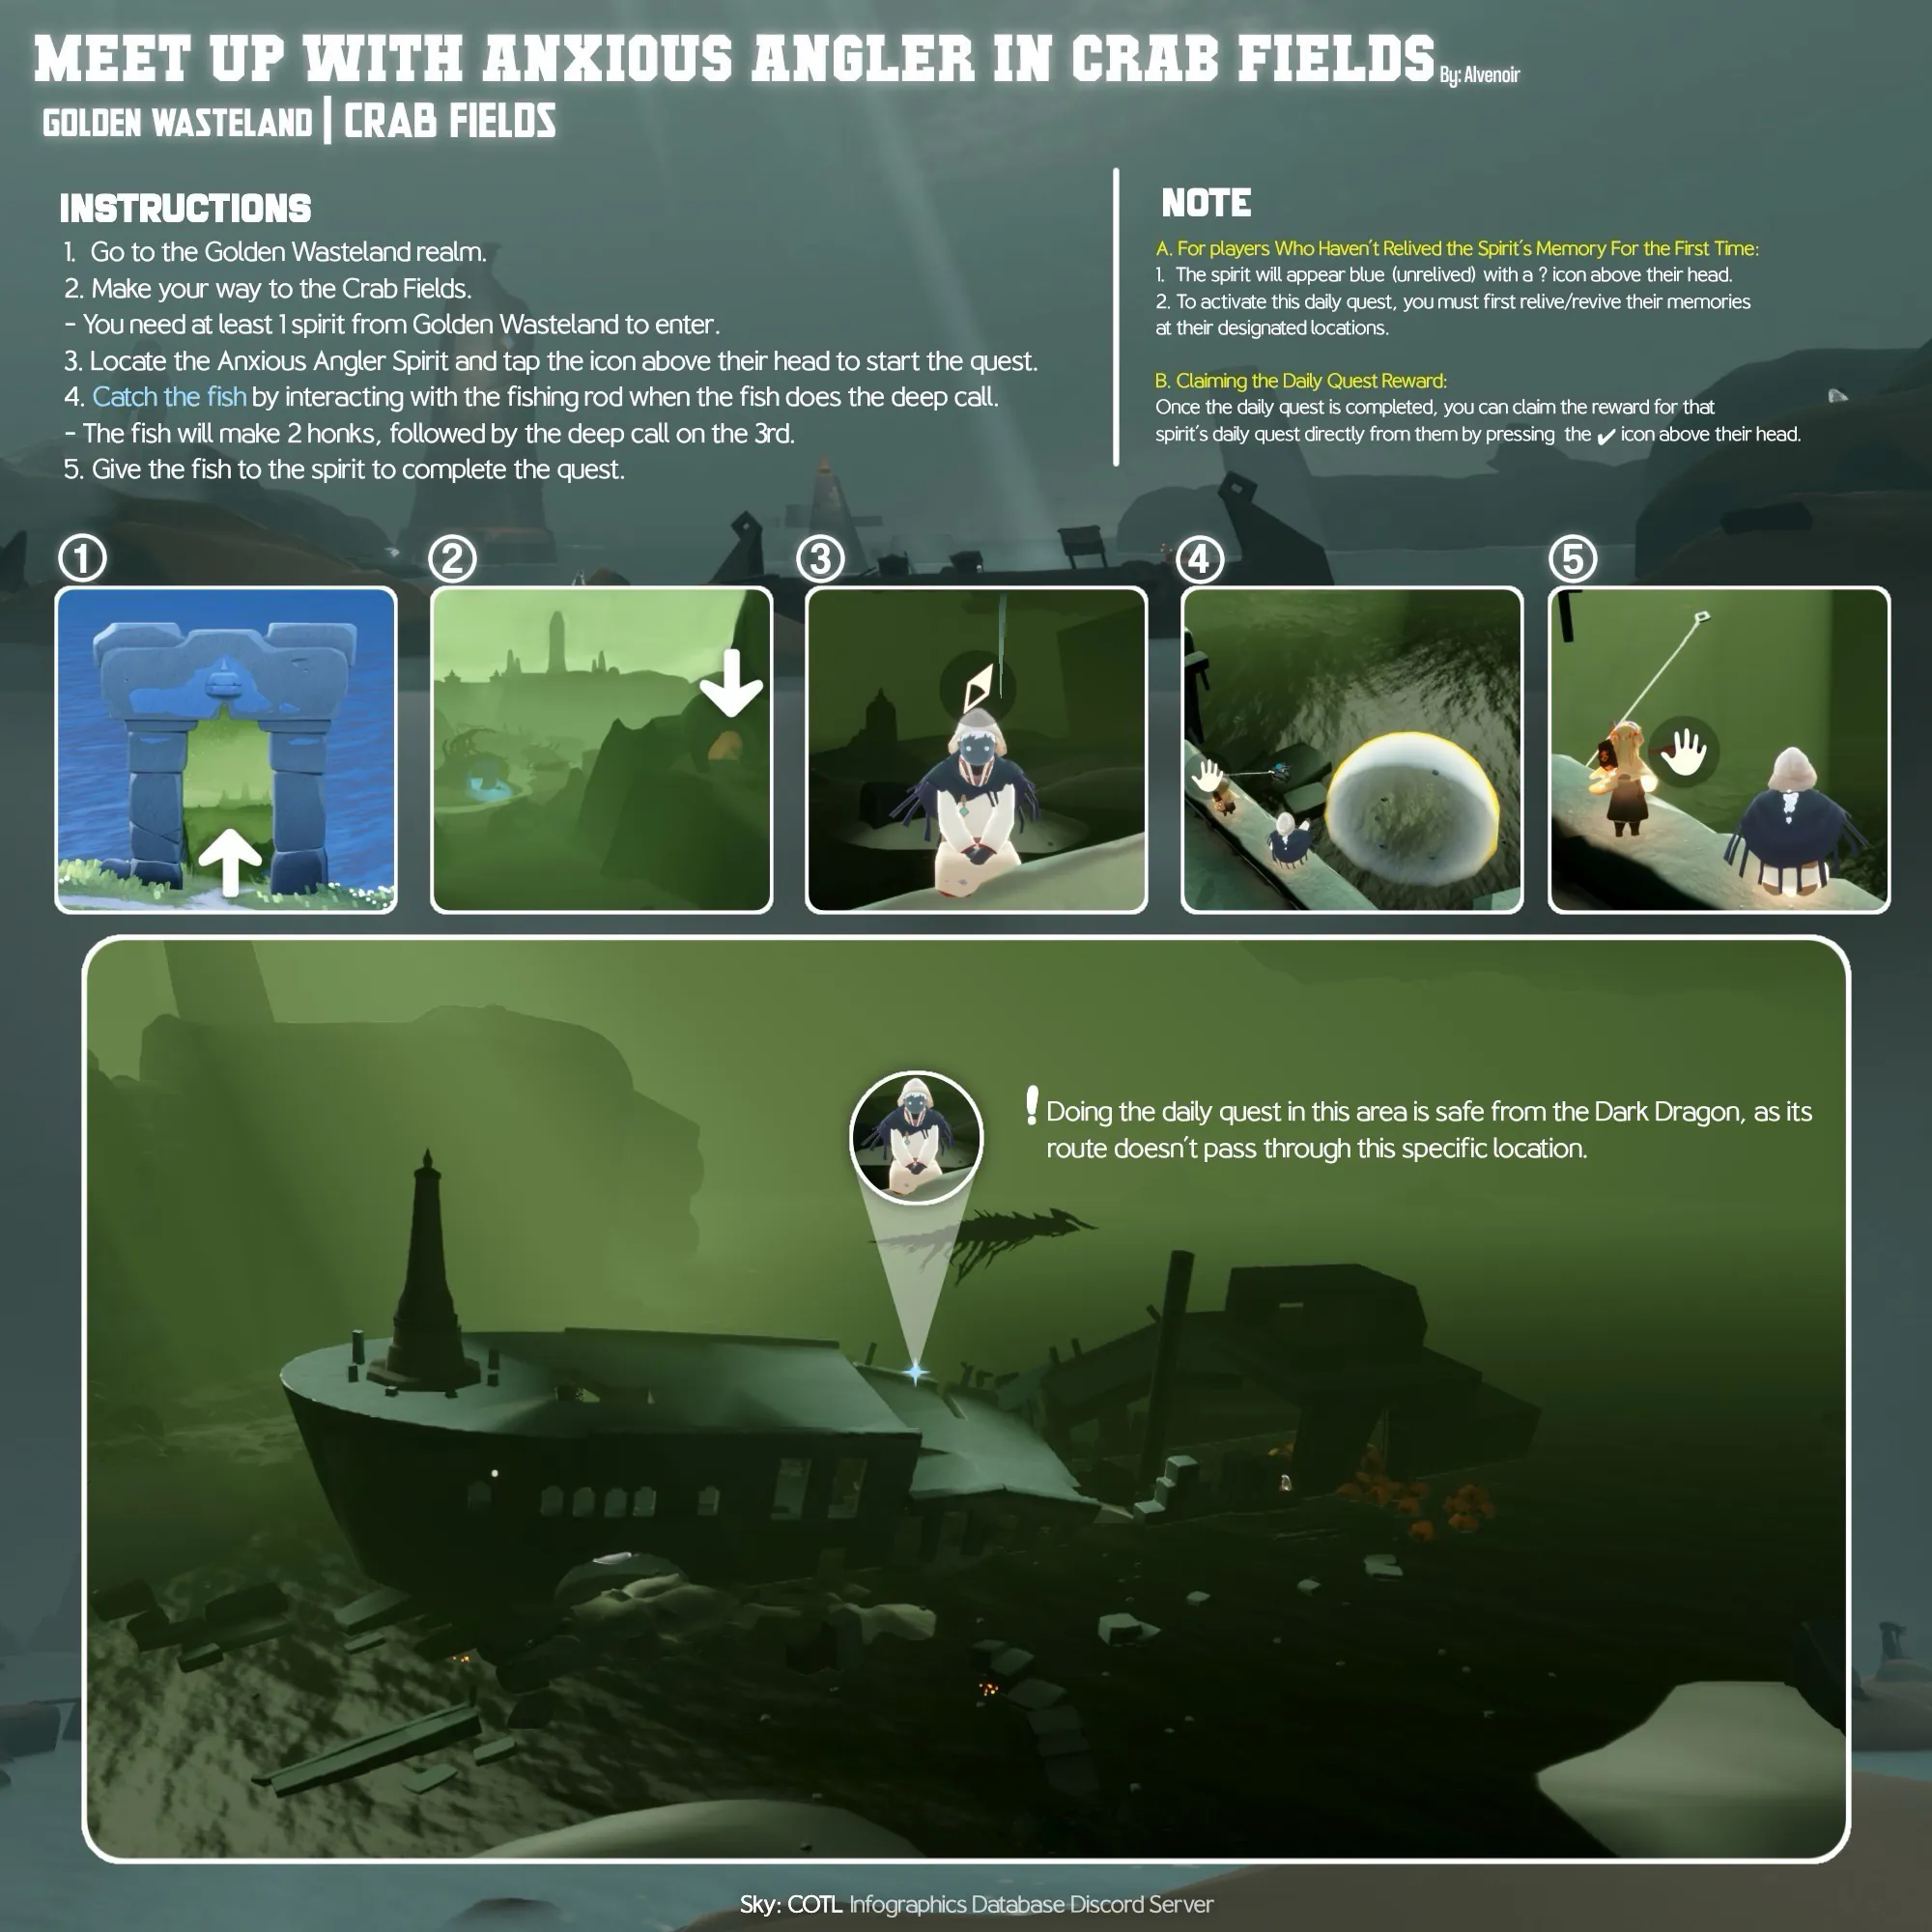 MEET UP WITH ANXIOUS ANGLER IN CRAB FIELDS By: Alvenoir
GOLDEN WASTELAND | CRAB FIELDS
INSTRUCTIONS
1. Go to the Golden Wasteland realm.
2. Make your way to the Crab Fields.
- You need at least 1 spirit from Golden Wasteland to enter.
3. Locate the Anxious Angler Spirit and tap the icon above their head to start the quest.
4. Catch the fish by interacting with the fishing rod when the fish does the deep call.
- The fish will make 2 honks, followed by the deep call on the 3rd.
5. Give the fish to the spirit to complete the quest.
NOTE
A. For players Who Haven't Relived the Spirit's Memory For the First Time:
1. The spirit will appear blue (unrelived) with a ? icon above their head.
2. To activate this daily quest, you must first relive/revive their memories
at their designated locations.
B. Claiming the Daily Quest Reward:
Once the daily quest is completed, you can claim the reward for that
spirit's daily quest directly from them by pressing the ✔ icon above their head.
1
2
3
4
5
! Doing the daily quest in this area is safe from the Dark Dragon, as its
route doesn't pass through this specific location.
Sky: COTL Infographics Database Discord Server